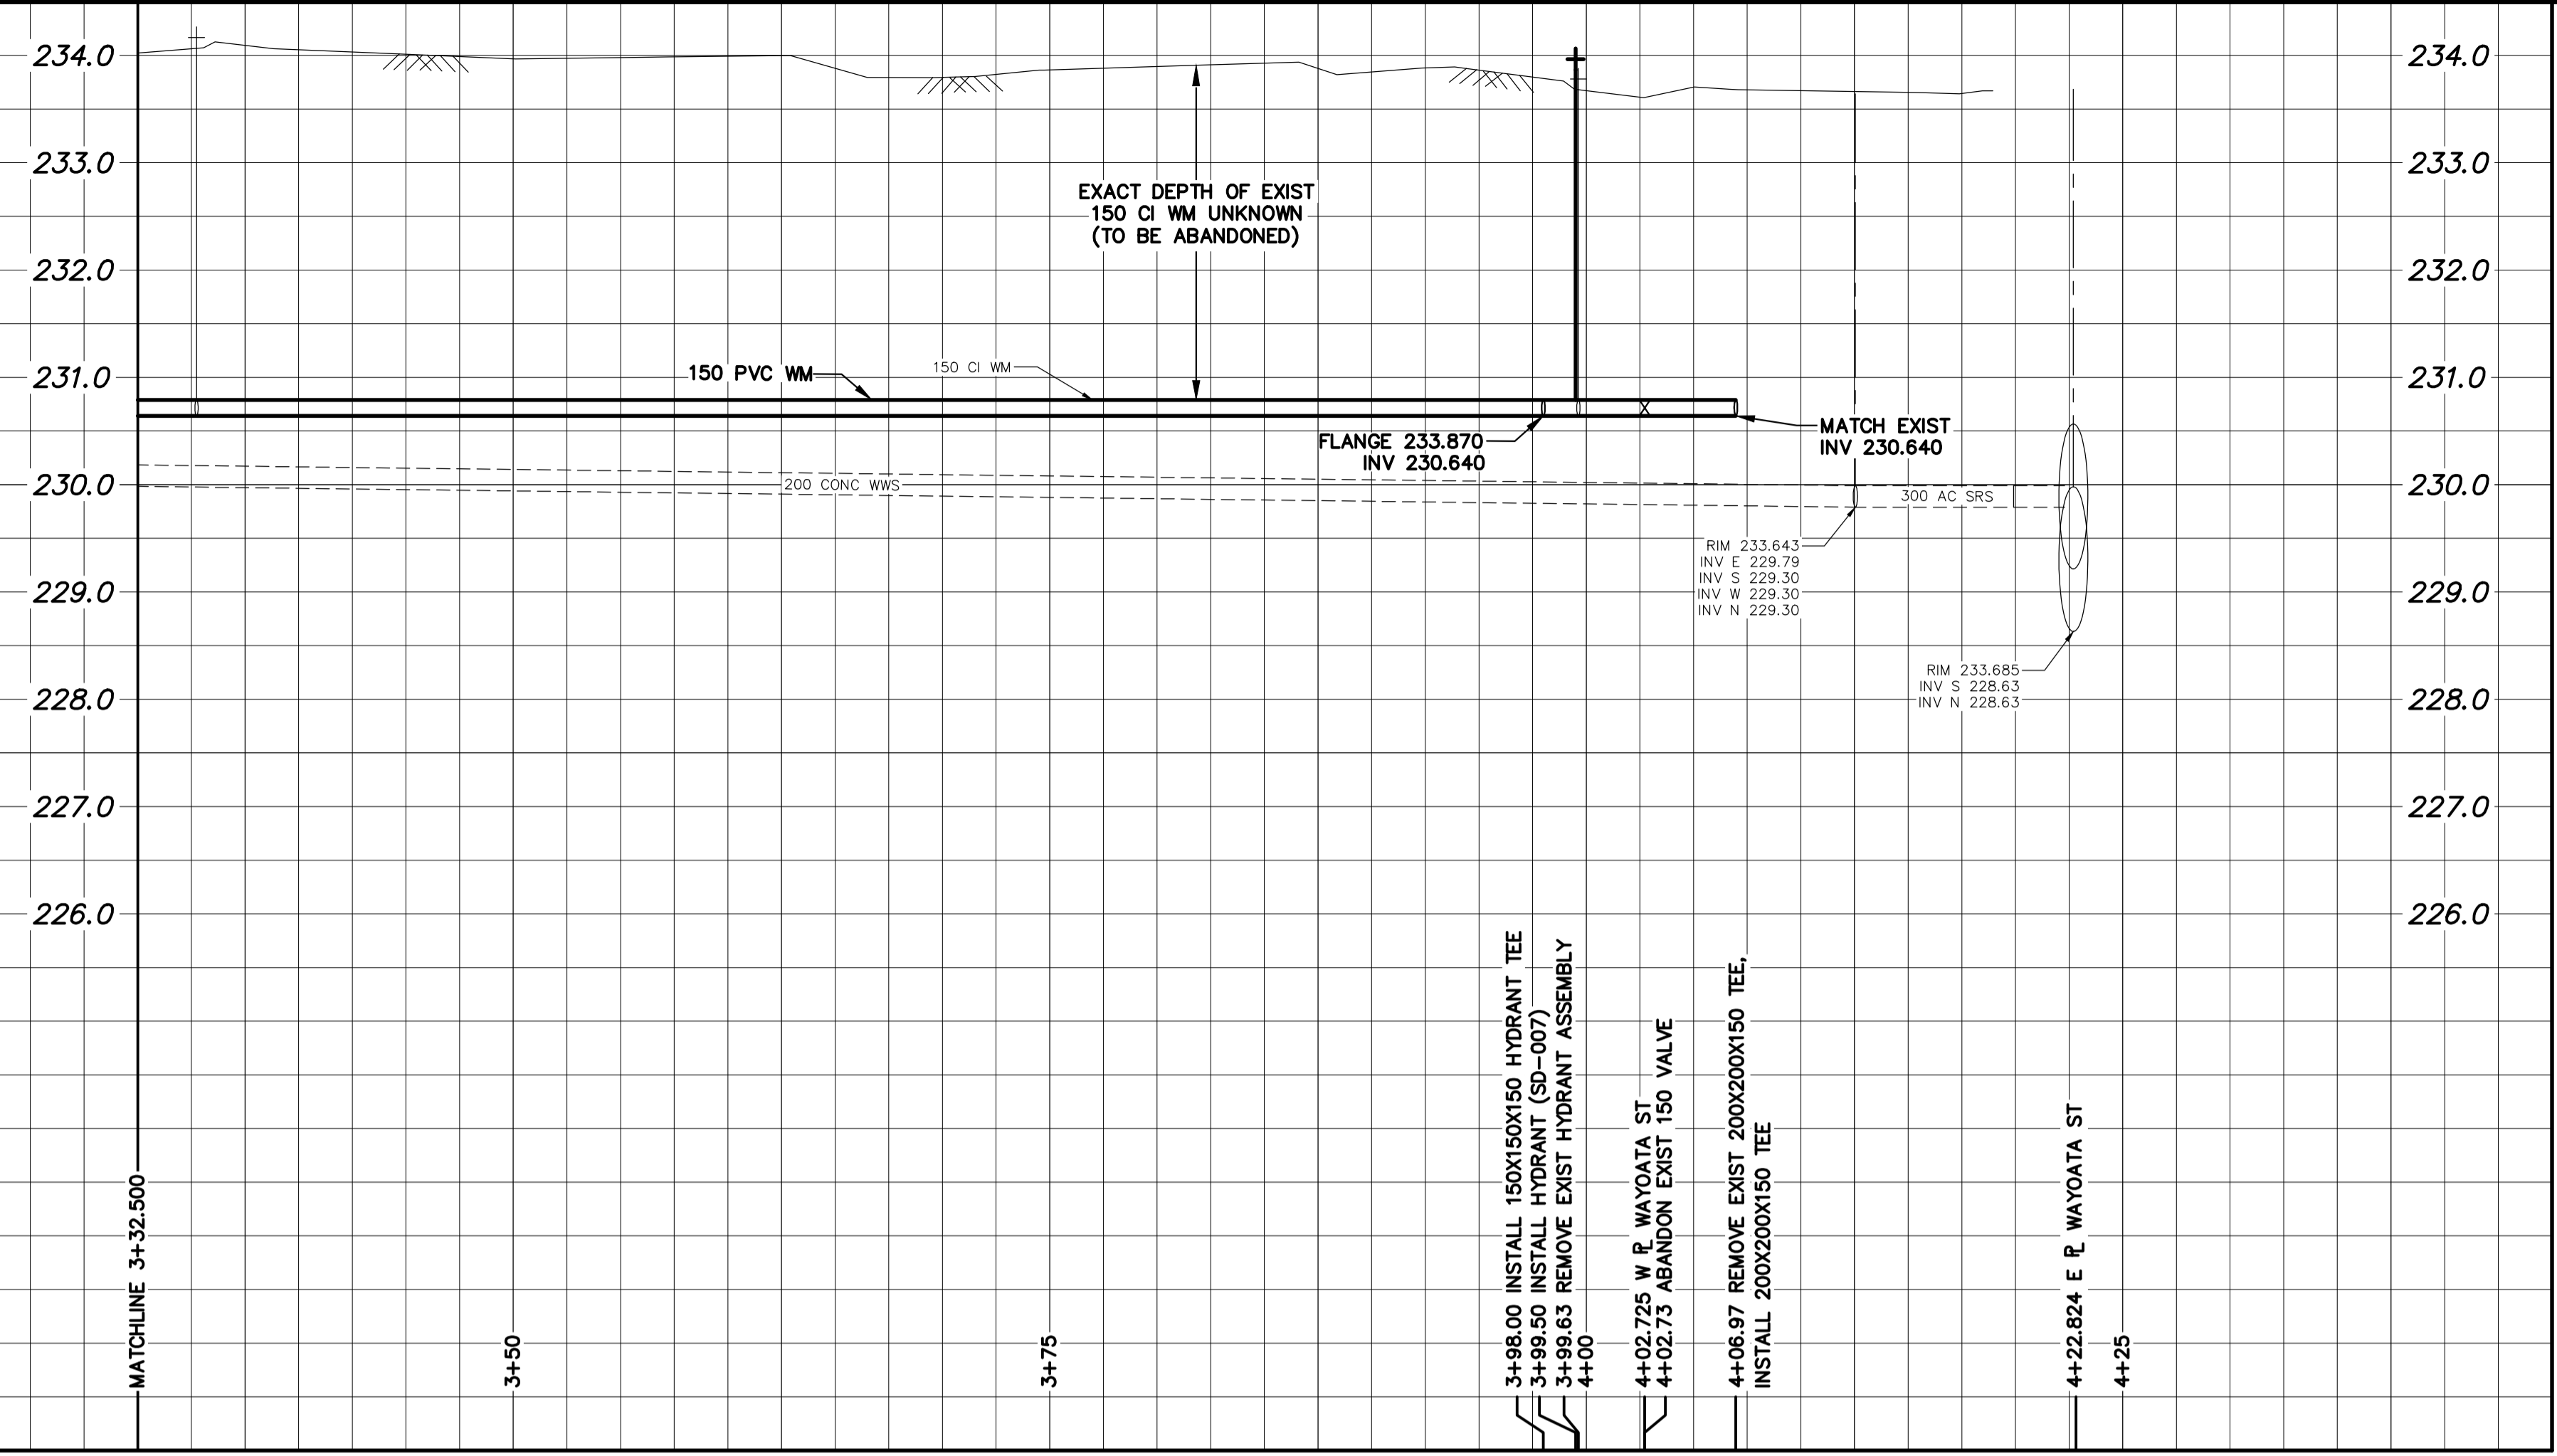 234.0
234.0
233.0
233.0
EXACT DEPTH OF EXIST
150 CI WM UNKNOWN
(TO BE ABANDONED)
232.0
232.0
231.0
150 PVC WM
150 CI WM
231.0
FLANGE 233.870
INV 230.640
MATCH EXIST
INV 230.640
230.0
200 CONC WWS
300 AC SRS
230.0
RIM 233.643
INV E 229.79
INV S 229.30
INV W 229.30
INV N 229.30
229.0
229.0
RIM 233.685
INV S 228.63
INV N 228.63
228.0
228.0
227.0
227.0
226.0
226.0
MATCHLINE 3+32.500
3+50
3+75
3+98.00 INSTALL 150X150X150 HYDRANT TEE
3+99.50 INSTALL HYDRANT (SD-007)
3+99.63 REMOVE EXIST HYDRANT ASSEMBLY
4+00
4+02.725 W PL WAYOATA ST
4+02.73 ABANDON EXIST 150 VALVE
4+06.97 REMOVE EXIST 200X200X150 TEE,
INSTALL 200X200X150 TEE
4+22.824 E PL WAYOATA ST
4+25